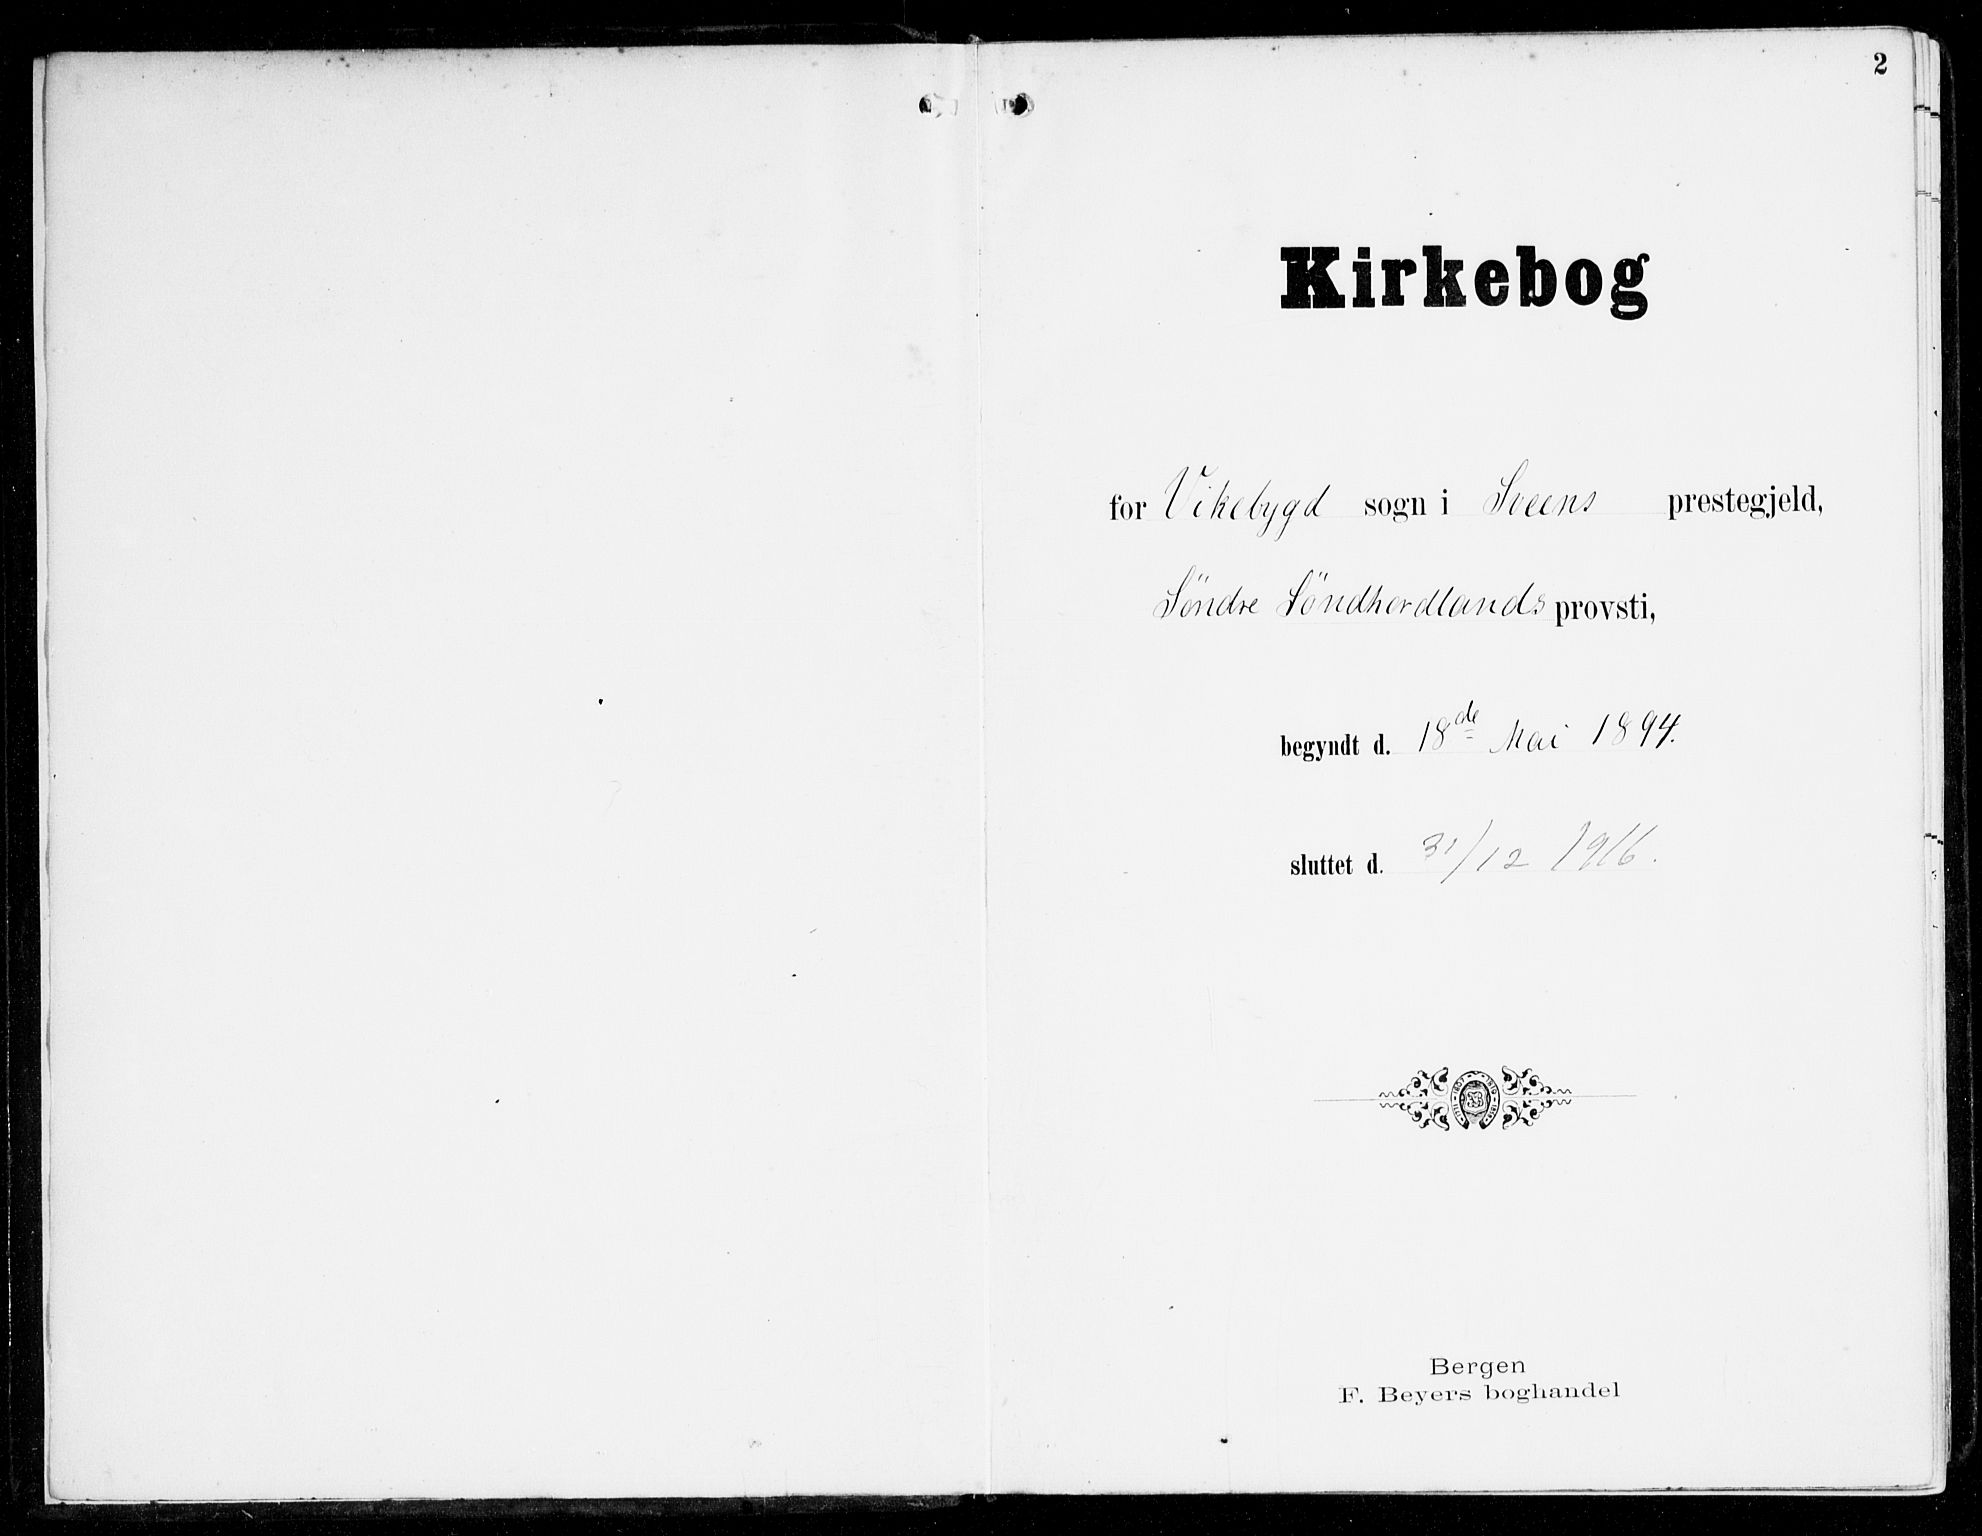 2
Kirkebog
for Vikebygd sogn i Sveens prestegjeld,
Söndre Söndhordlands provsti,
begyndt d. 18de Mai 1894.
sluttet d. 31/12 1916.
Bergen
F. Beyers boghandel